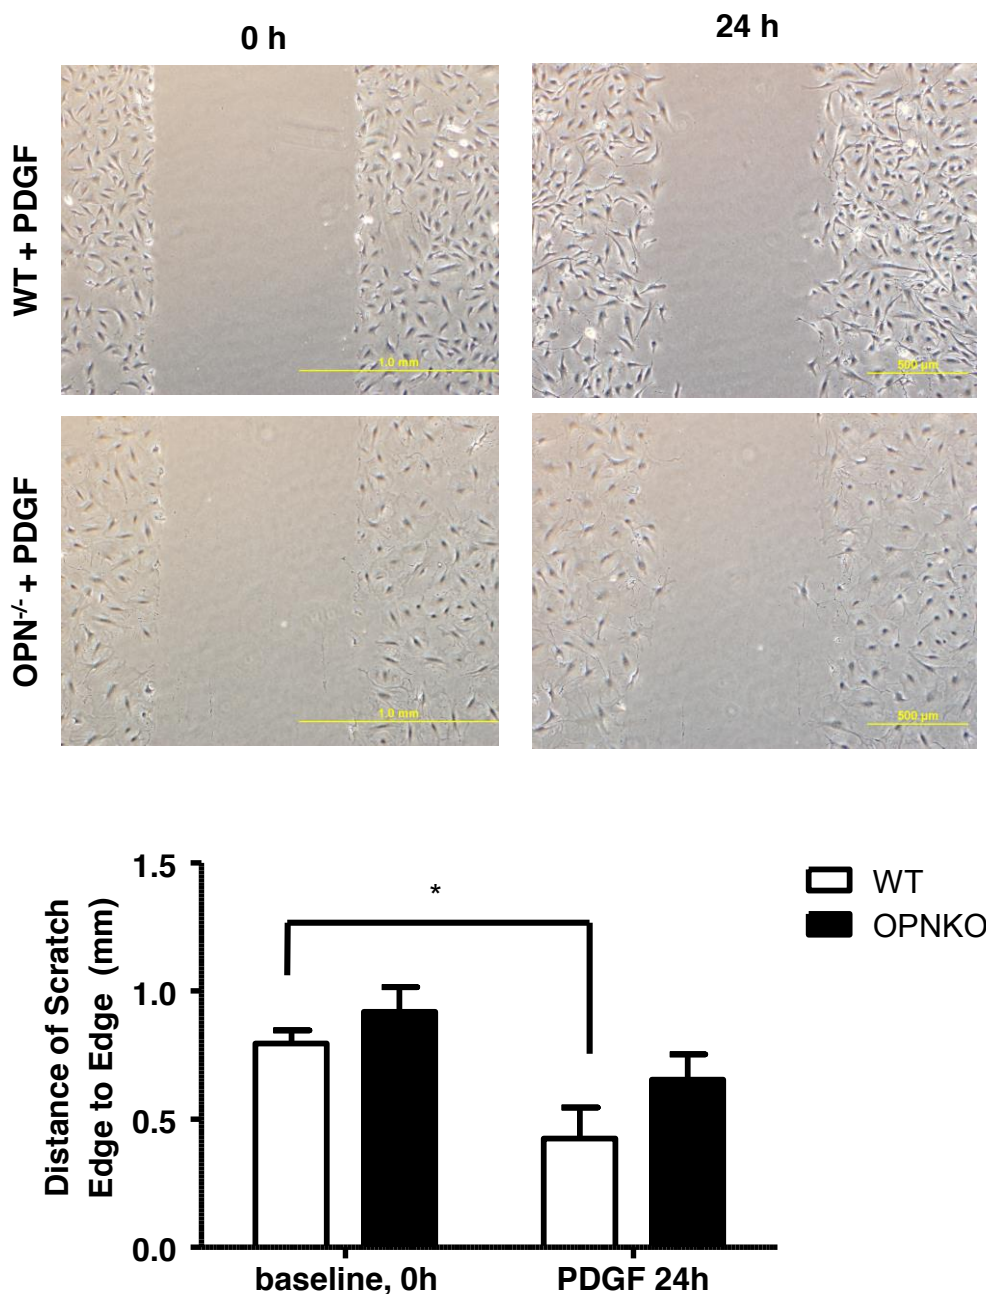 0 h
24 h
WT + PDGF
1.0 mm
500 µm
OPN-/- + PDGF
1.0 mm
500 µm
Distance of Scratch
Edge to Edge (mm)
1.5
1.0
0.5
0.0
*
WT
OPNKO
baseline, 0h
PDGF 24h